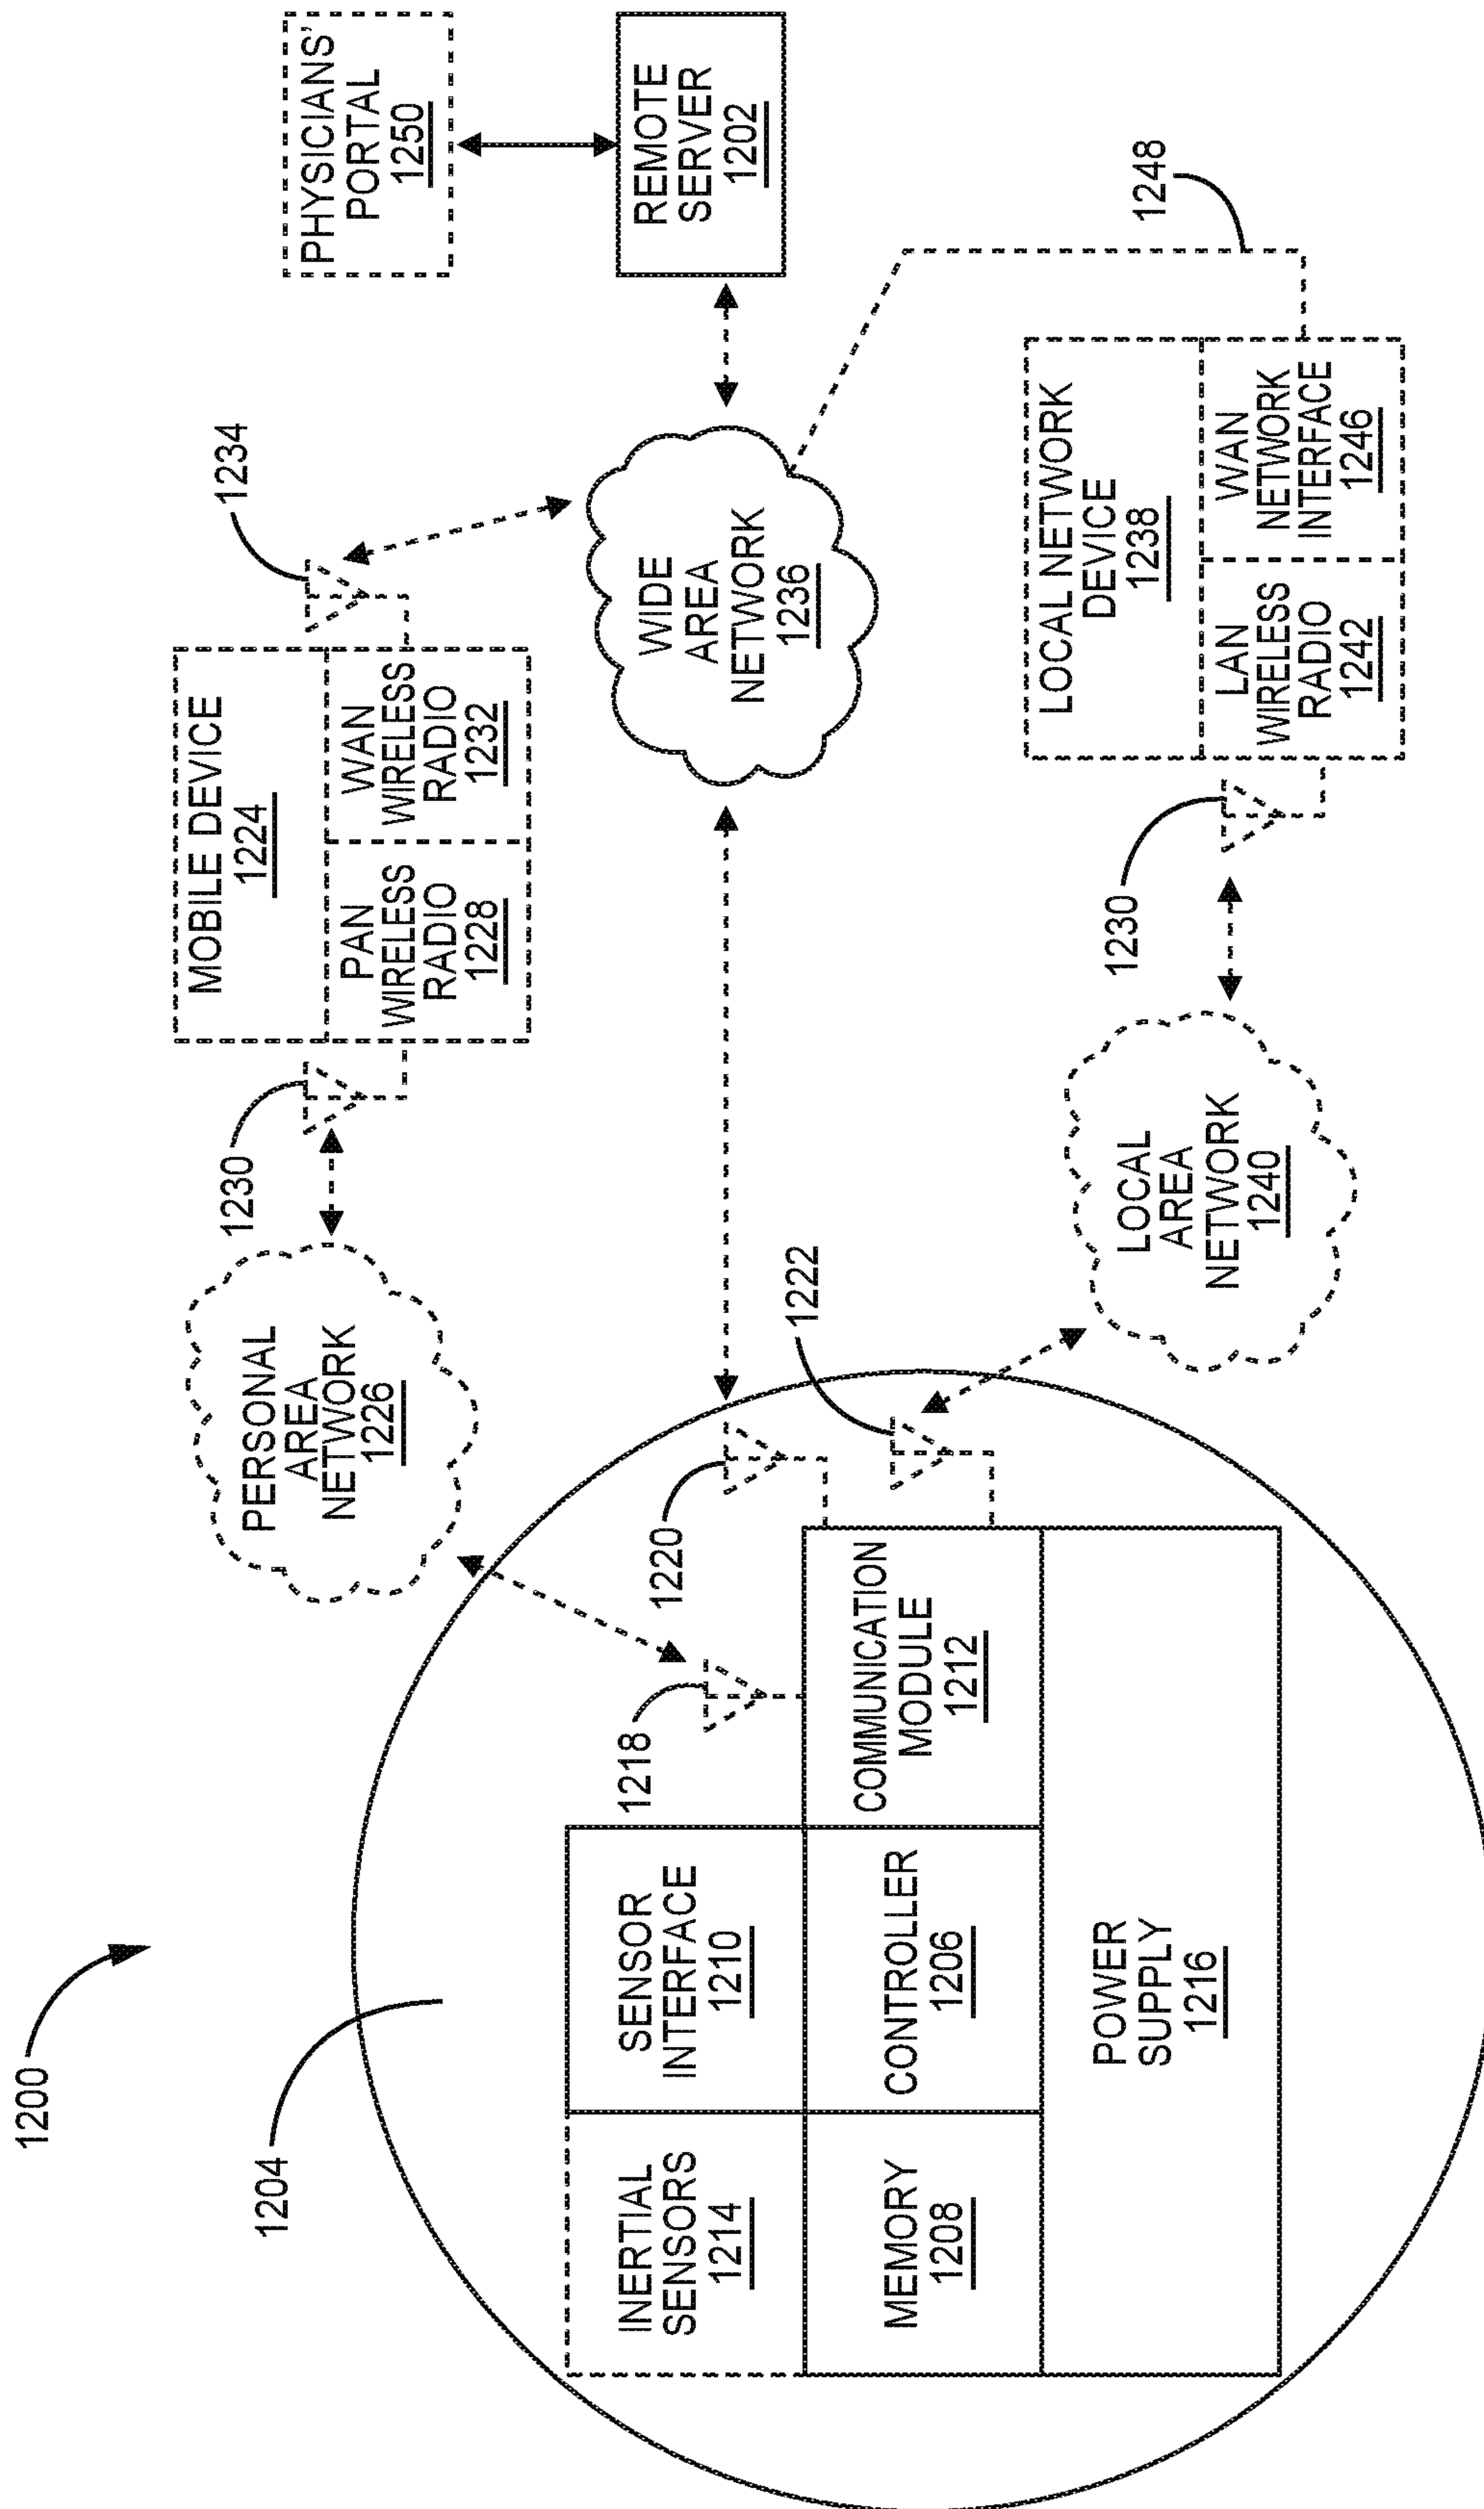 1200
1204
INERTIAL
SENSORS
1214
SENSOR
INTERFACE
1210
MEMORY
1208
CONTROLLER
1206
COMMUNICATION
MODULE
1212
POWER
SUPPLY
1216
1218
1220
1222
PERSONAL
AREA
NETWORK
1226
1230
MOBILE DEVICE
1224
PAN
WIRELESS
RADIO
1228
WAN
WIRELESS
RADIO
1232
1234
WIDE
AREA
NETWORK
1236
PHYSICIANS'
PORTAL
1250
REMOTE
SERVER
1202
LOCAL
AREA
NETWORK
1240
1230
LOCAL NETWORK
DEVICE
1238
LAN
WIRELESS
RADIO
1242
WAN
NETWORK
INTERFACE
1246
1248